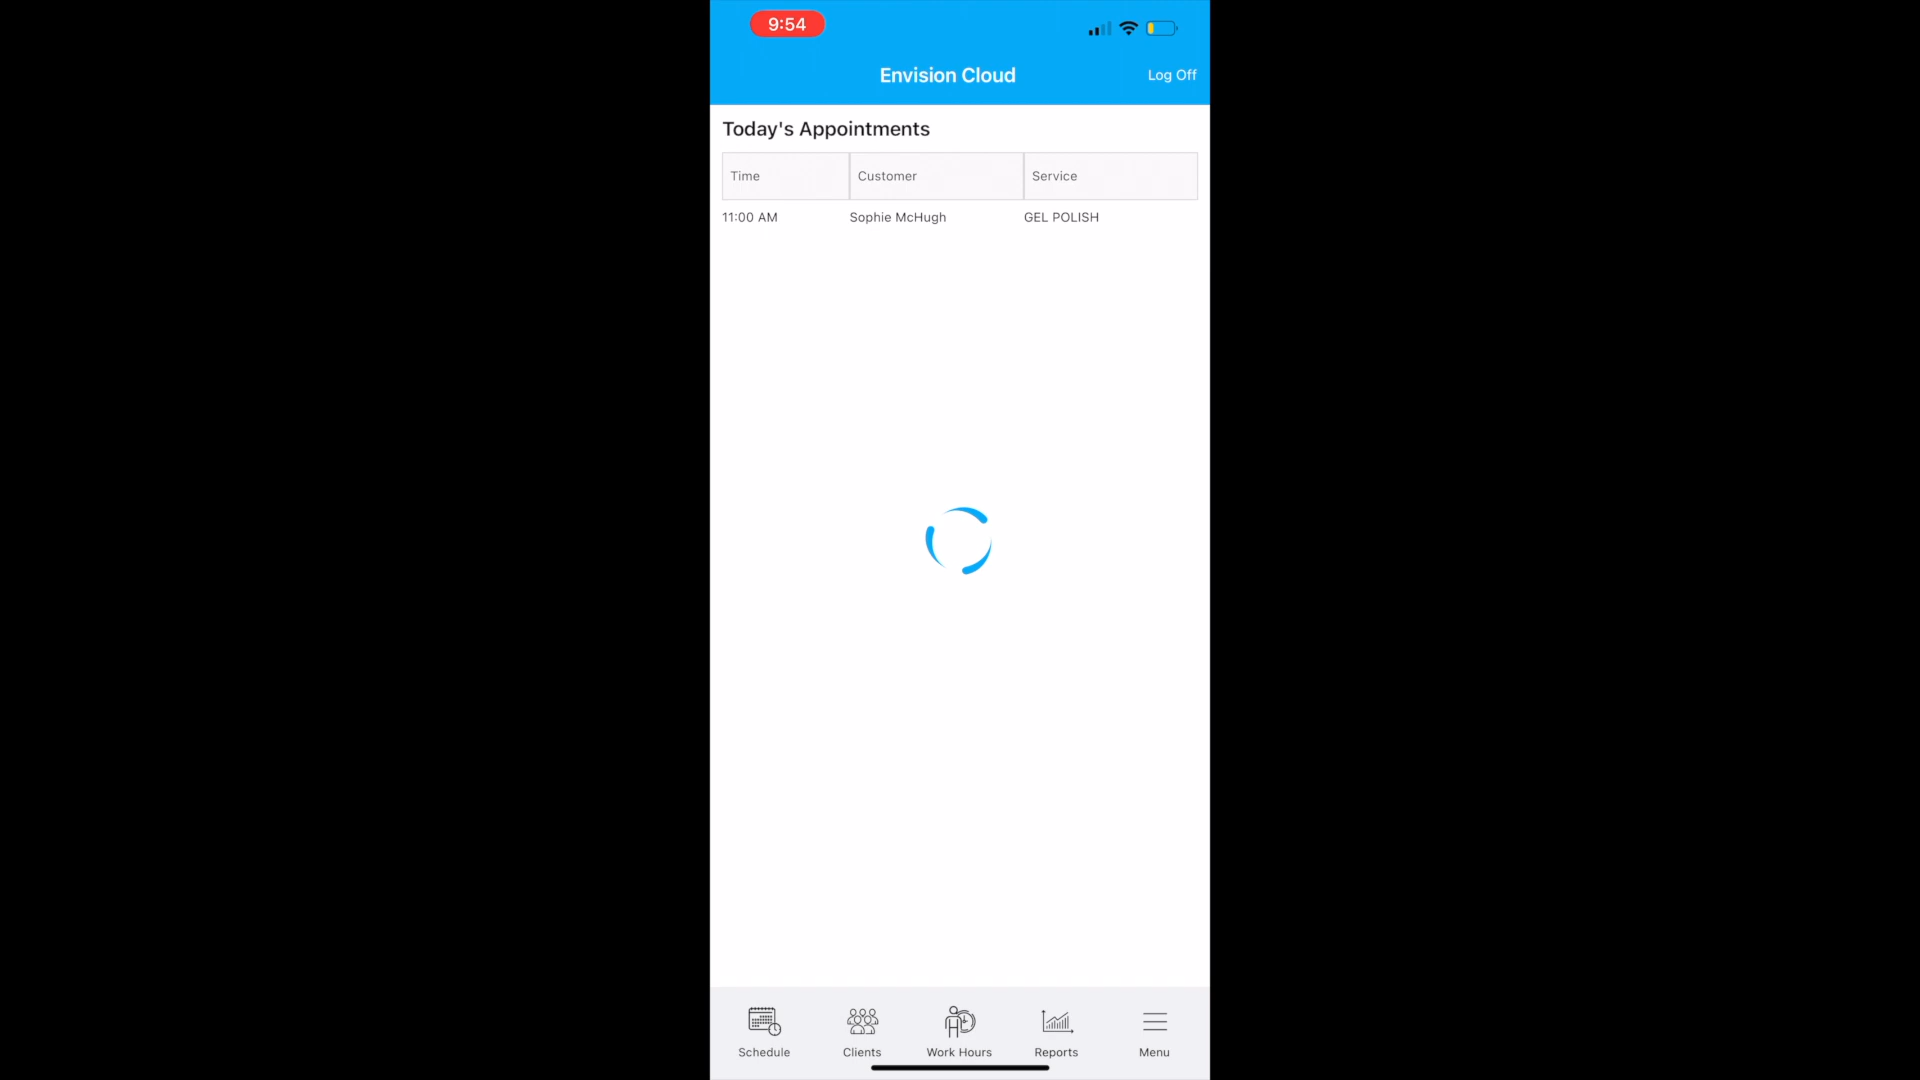 9:54
Envision Cloud
Log Off
Today's Appointments
Time Customer Service
11:00 AM Sophie McHugh GEL POLISH
Schedule Clients Work Hours Reports Menu